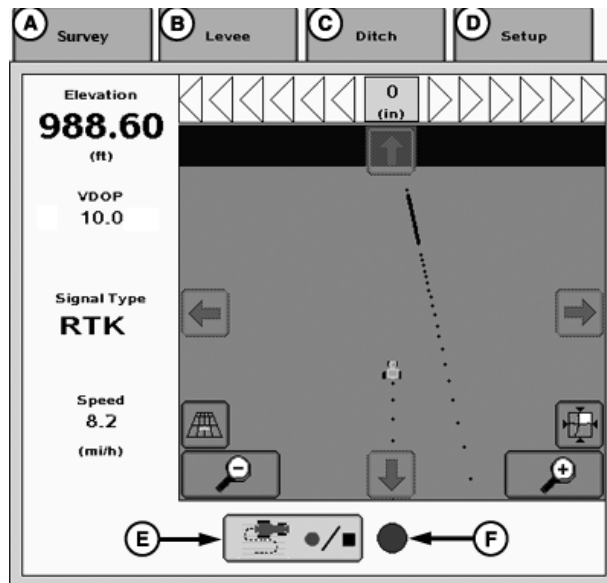 A Survey B Levee C Ditch D Setup
Elevation
988.60
(ft)
VDOP
10.0
Signal Type
RTK
Speed
8.2
(mi/h)
0
(in)
E
F